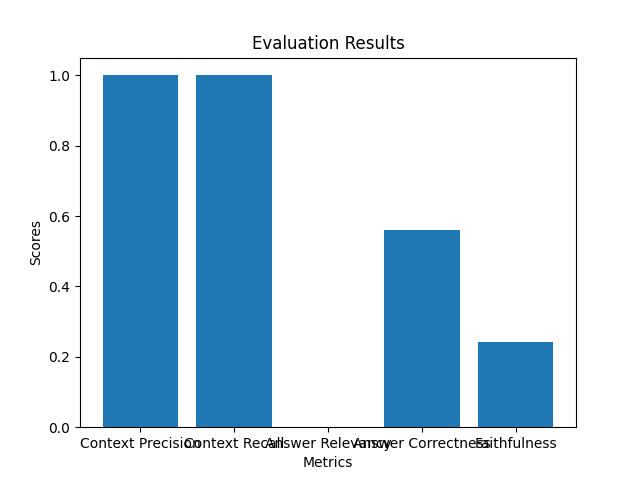 Evaluation Results
Scores
1.0
0.8
0.6
0.4
0.2
0.0
Context Precision Context Recall Answer Relevancy Answer Correctness Faithfulness
Metrics